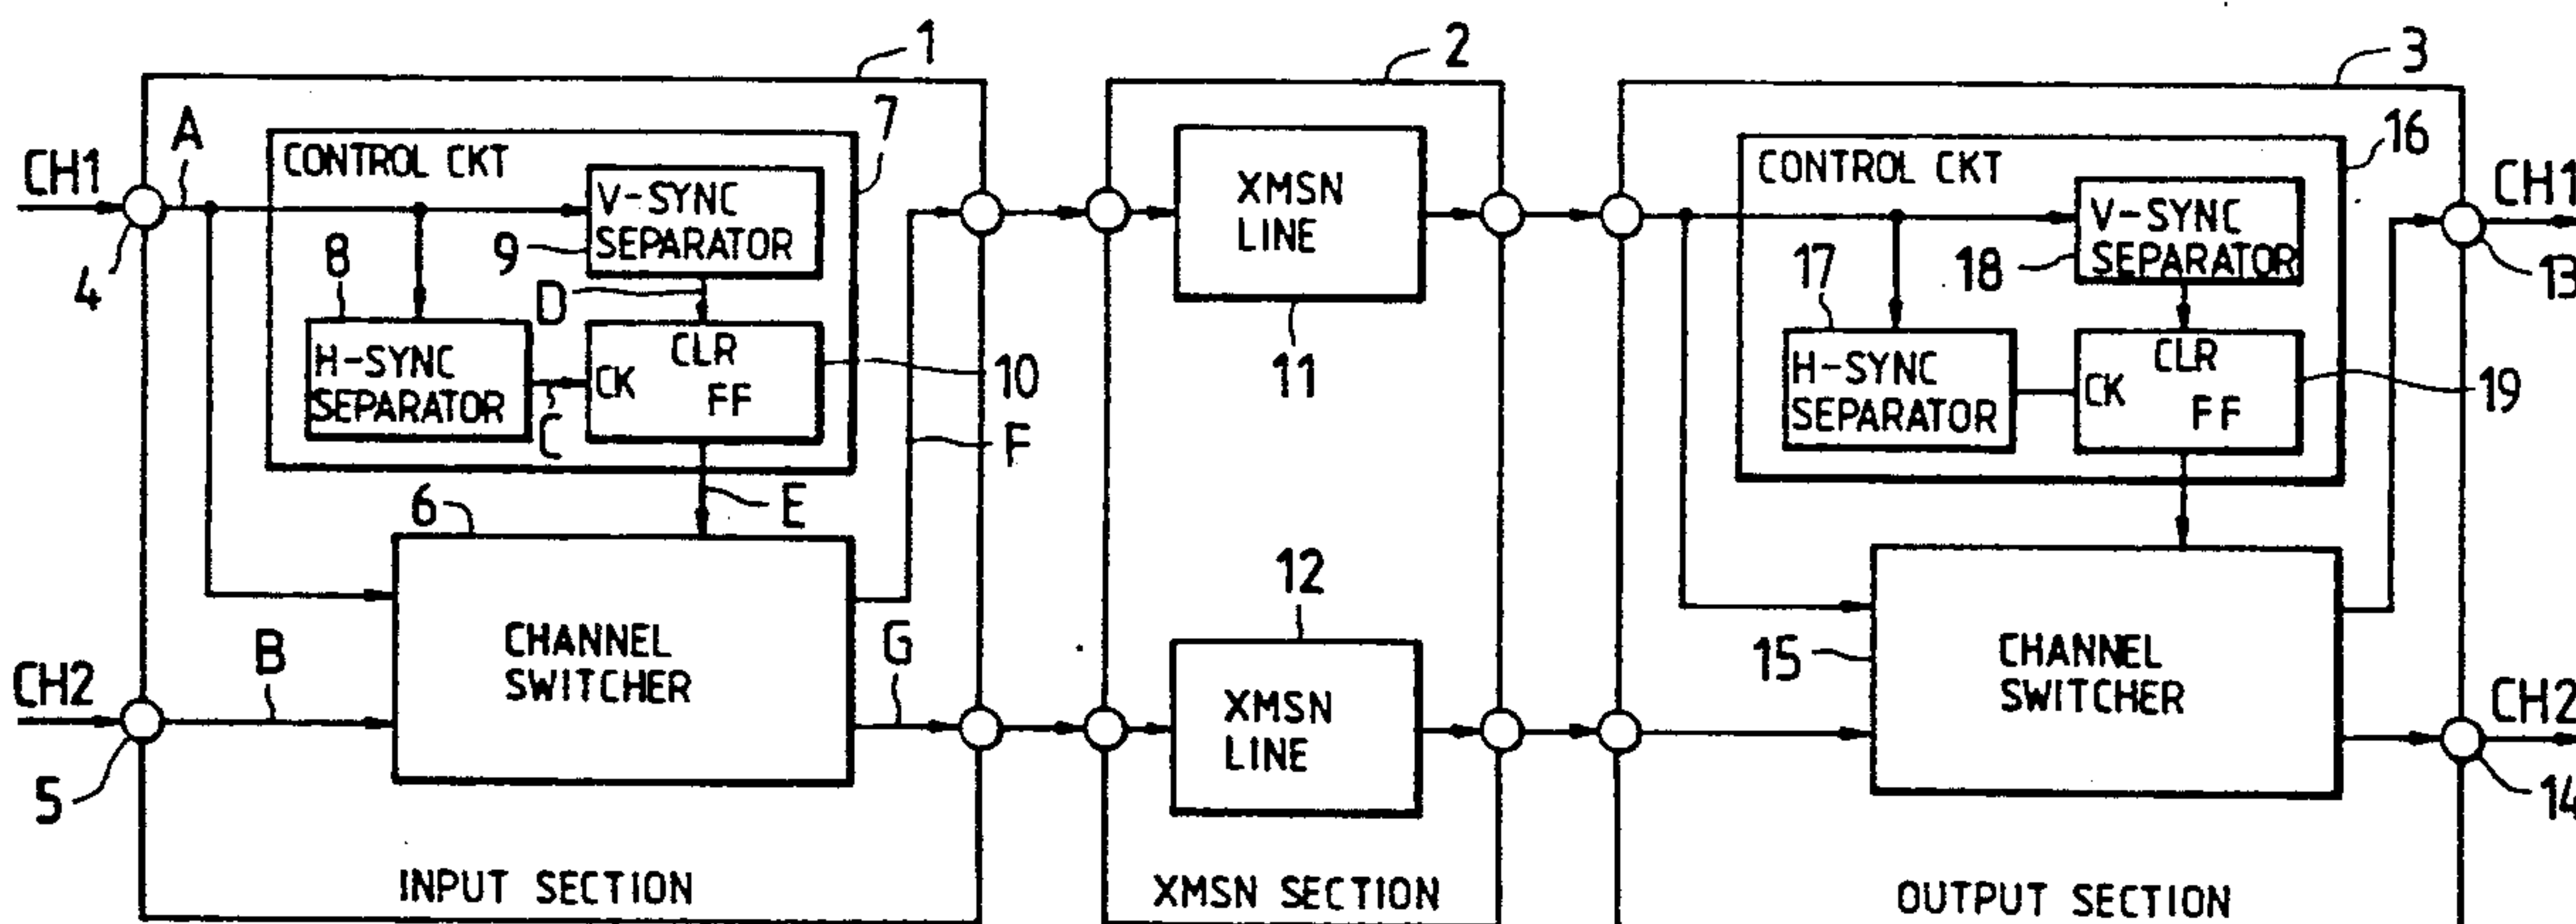 1
2
3
A
7
16
CH1
CONTROL CKT
V-SYNC
SEPARATOR
9
8
4
D
H-SYNC
SEPARATOR
C
CK
CLR
FF
10
F
E
6
CHANNEL
SWITCHER
CH2
B
G
5
INPUT SECTION
XMSN
LINE
11
12
XMSN
LINE
XMSN SECTION
CONTROL CKT
V-SYNC
SEPARATOR
18
17
H-SYNC
SEPARATOR
CK
CLR
FF
19
CH1
13
15
CHANNEL
SWITCHER
CH2
14
OUTPUT SECTION